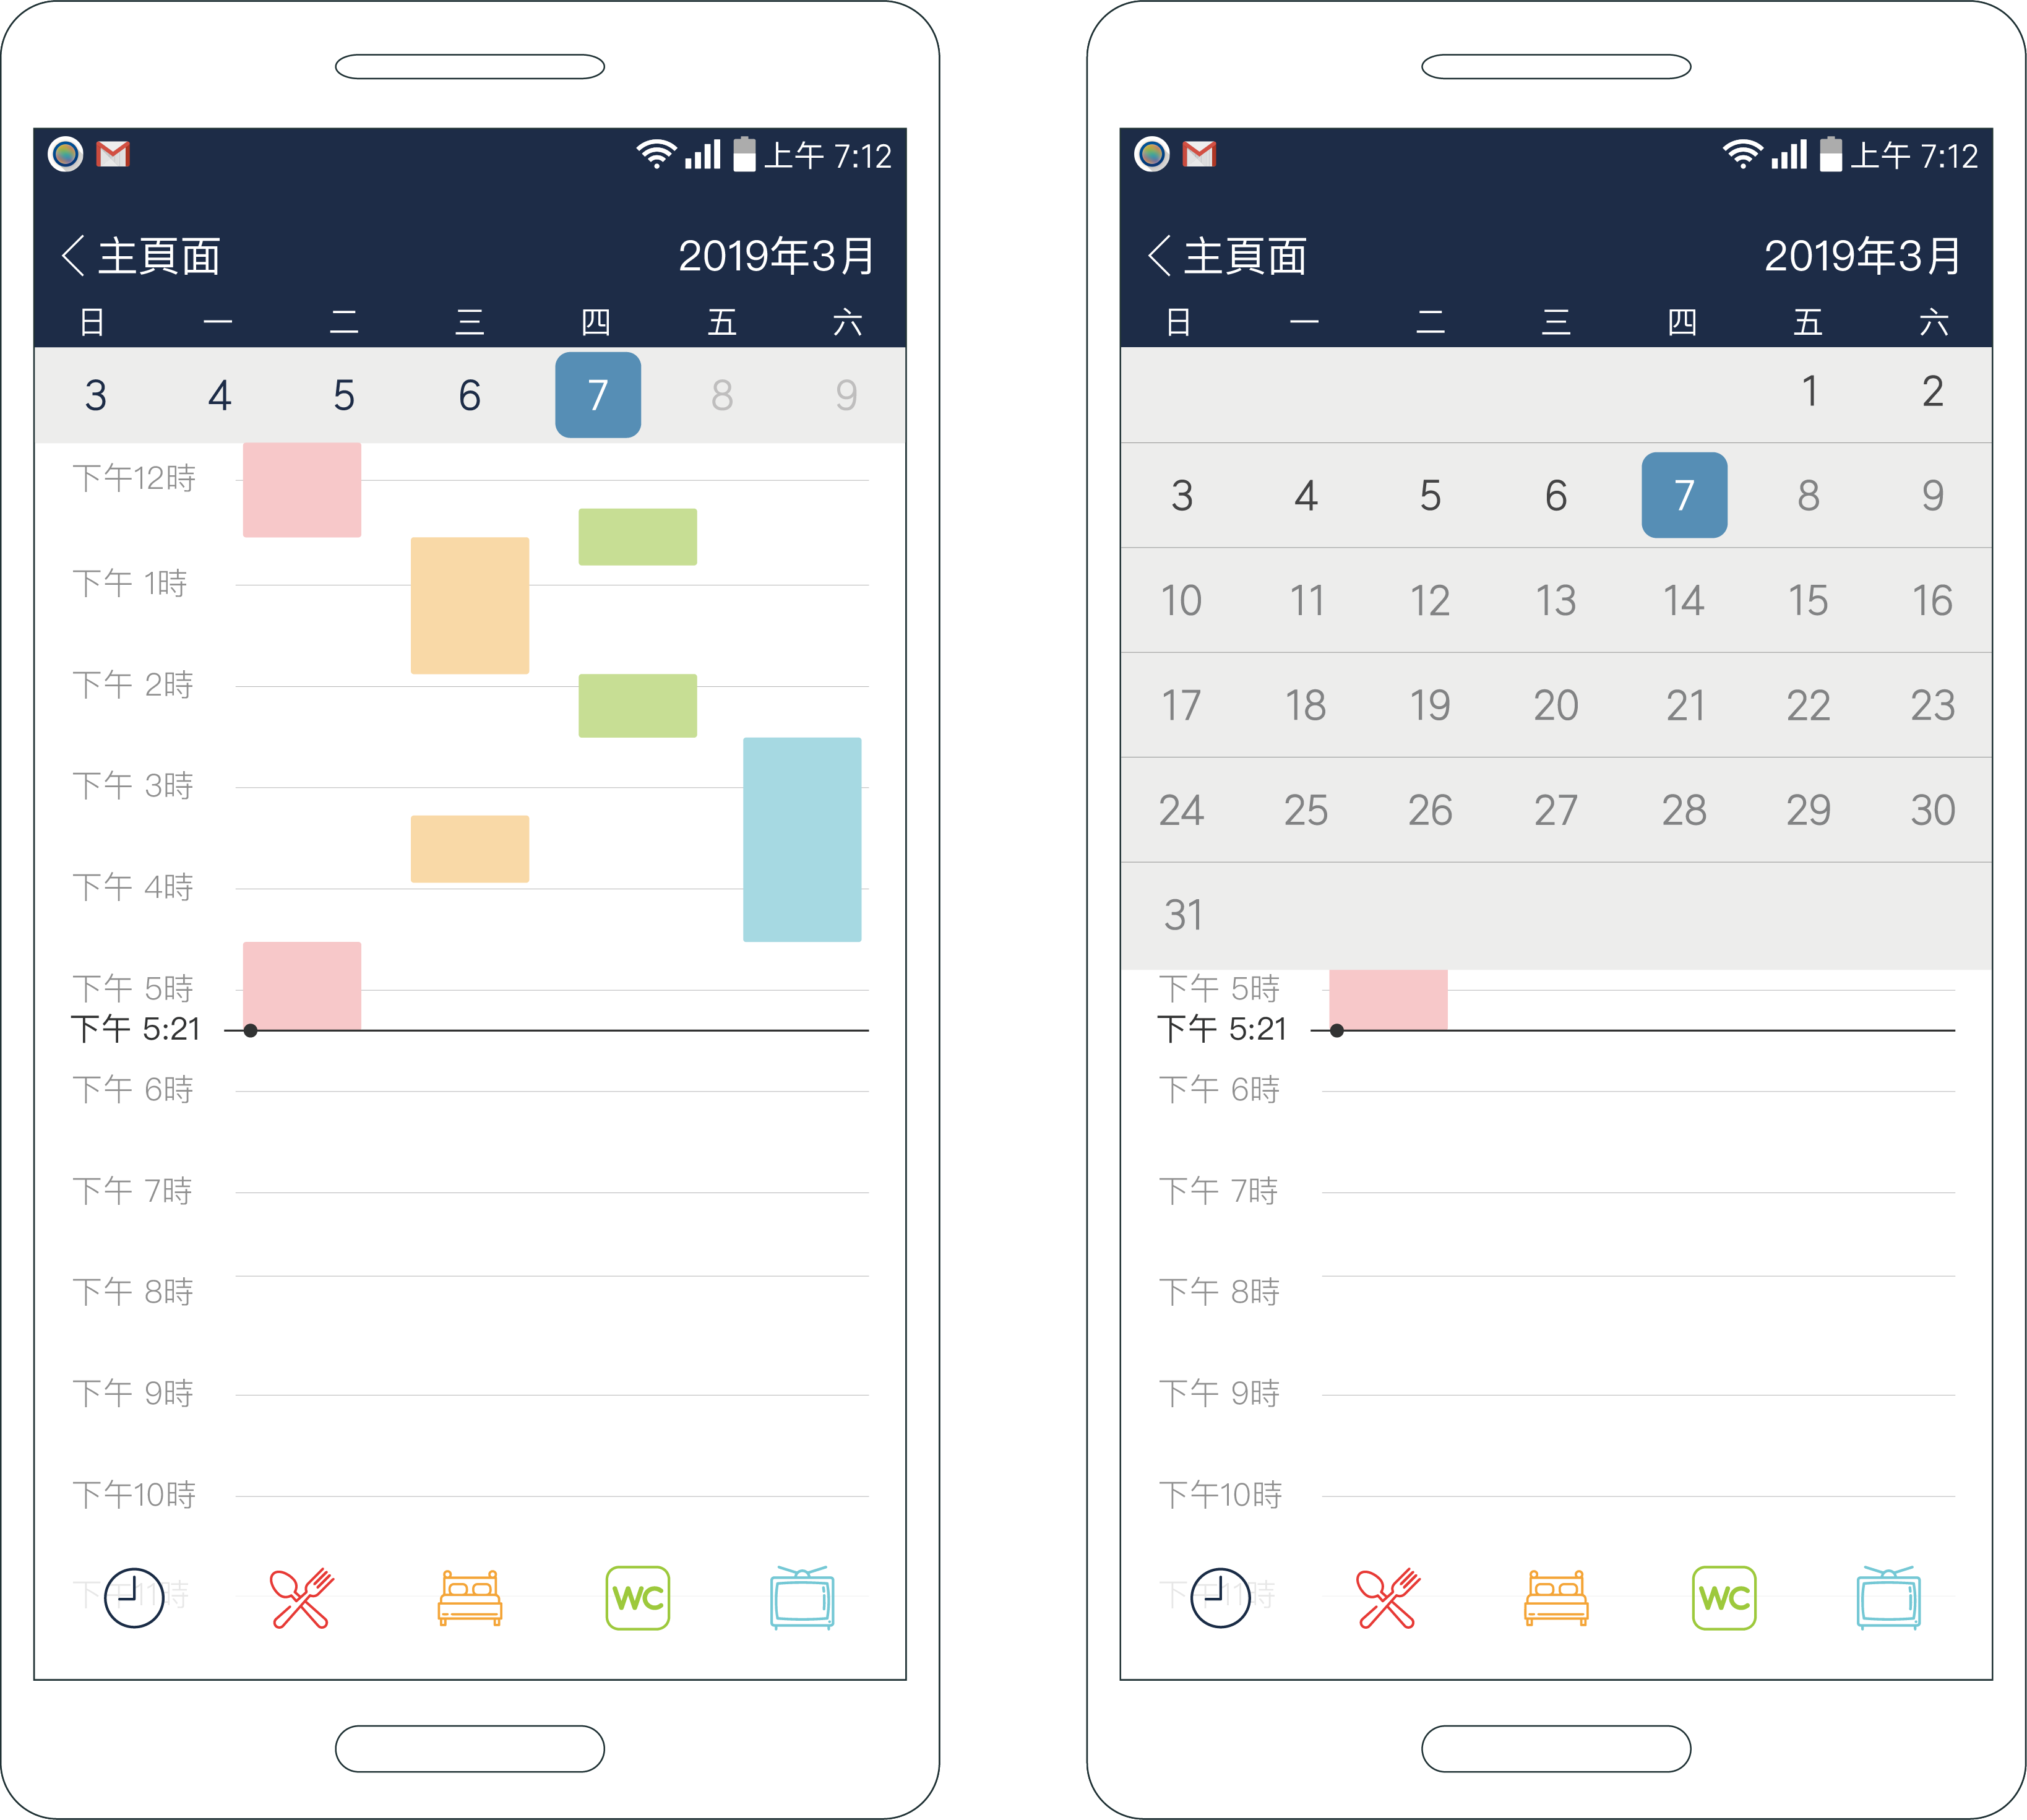 上午 7:12
主頁面 2019年3月
日 一 二 三 四 五 六
3 4 5 6 7 8 9
下午12時
下午 1時
下午 2時
下午 3時
下午 4時
下午 5時
下午 5:21
下午 6時
下午 7時
下午 8時
下午 9時
下午10時
下午11時
WC
上午 7:12
主頁面 2019年3月
日 一 二 三 四 五 六
1 2
3 4 5 6 7 8 9
10 11 12 13 14 15 16
17 18 19 20 21 22 23
24 25 26 27 28 29 30
31
下午 5時
下午 5:21
下午 6時
下午 7時
下午 8時
下午 9時
下午10時
下午11時
WC